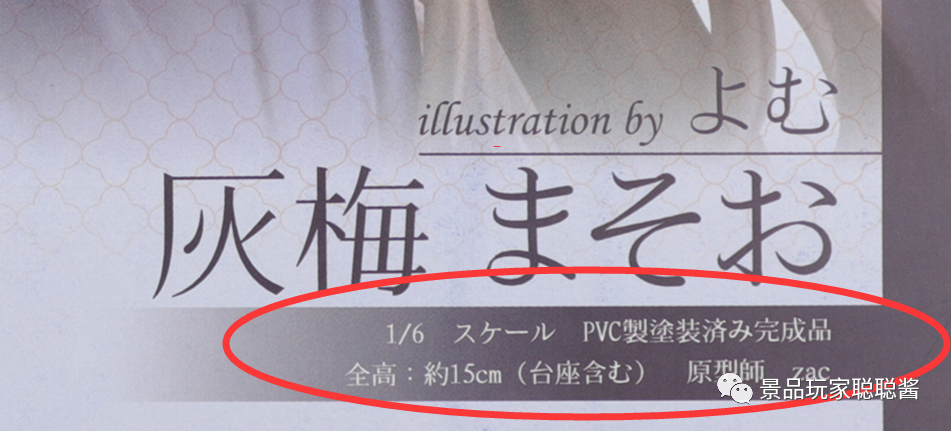 illustration by よむ
灰梅 まそお
1/6 スケール PVC製塗装済み完成品
全高：約15cm（台座含む） 原型師 zac
景品玩家聪聪酱